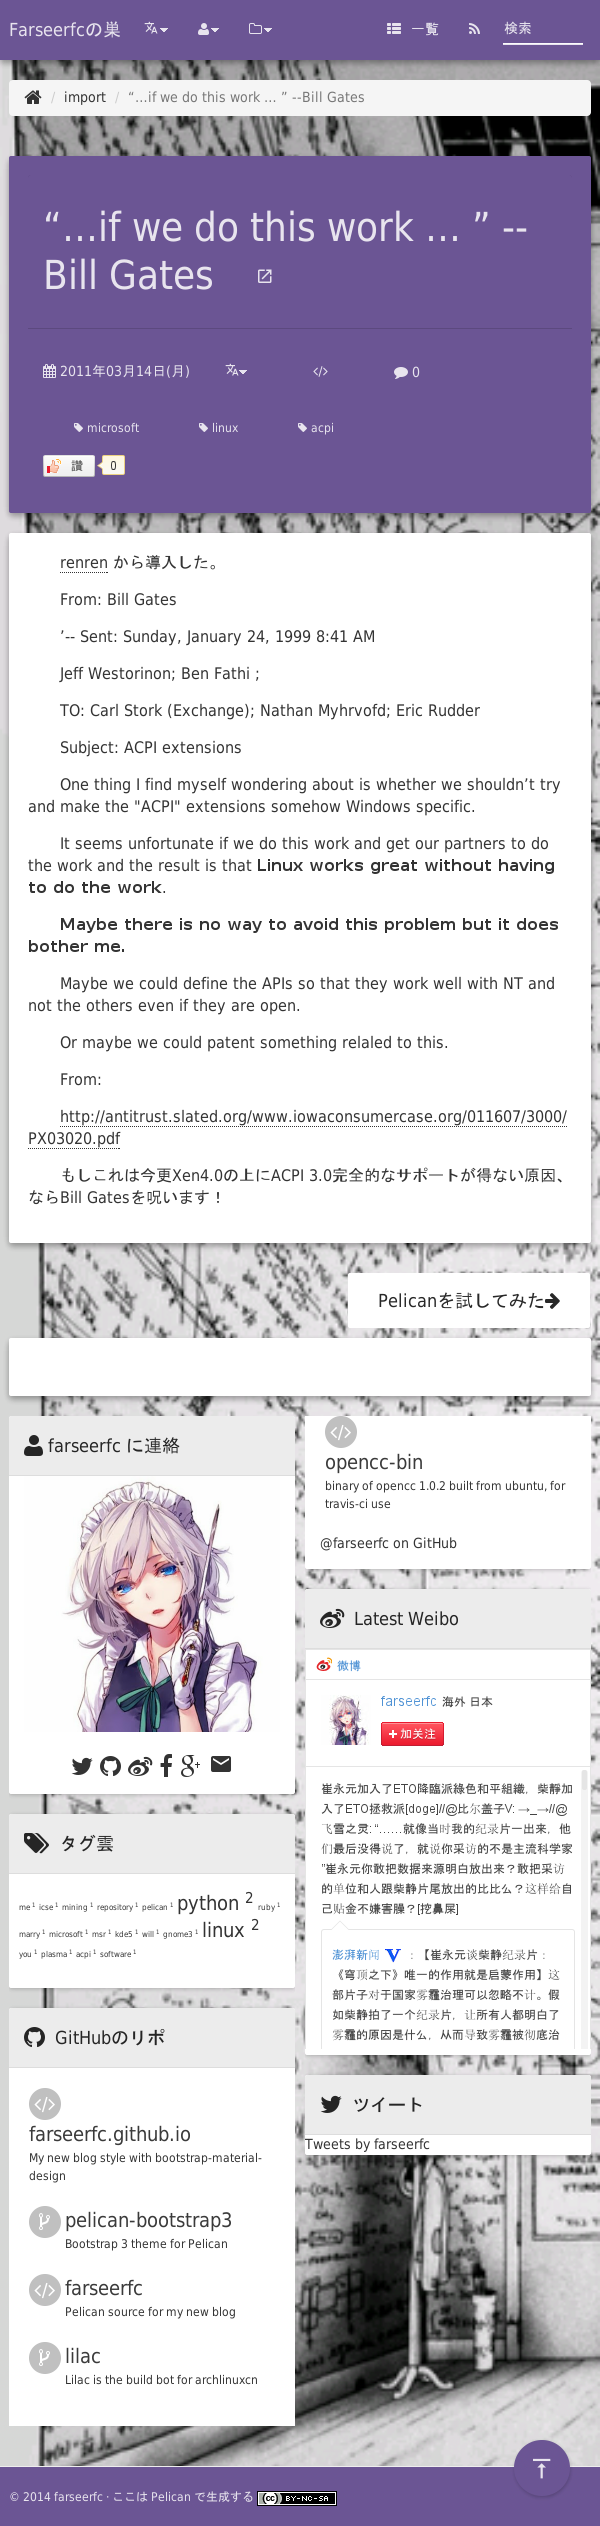 Farseerfcの巣 一覧 検索
import / “…if we do this work … ” --Bill Gates
“…if we do this work … ” --
Bill Gates
2011年03月14日(月) 0
microsoft linux acpi
讚 0
renren から導入した。
From: Bill Gates
’-- Sent: Sunday, January 24, 1999 8:41 AM
Jeff Westorinon; Ben Fathi ;
TO: Carl Stork (Exchange); Nathan Myhrvofd; Eric Rudder
Subject: ACPI extensions
One thing I find myself wondering about is whether we shouldn’t try
and make the "ACPI" extensions somehow Windows specific.
It seems unfortunate if we do this work and get our partners to do
the work and the result is that Linux works great without having
to do the work.
Maybe there is no way to avoid this problem but it does
bother me.
Maybe we could define the APIs so that they work well with NT and
not the others even if they are open.
Or maybe we could patent something relaled to this.
From:
http://antitrust.slated.org/www.iowaconsumercase.org/011607/3000/
PX03020.pdf
もしこれは今更Xen4.0の上にACPI 3.0完全的なサポートが得ない原因、
ならBill Gatesを呪います！
Pelicanを試してみた
farseerfc に連絡
タグ雲
me 1 icse 1 mining 1 repository 1 pelican 1 python 2 ruby 1
marry 1 microsoft 1 msr 1 kde5 1 will 1 gnome3 1 linux 2
you 1 plasma 1 acpi 1 software 1
GitHubのリポ
farseerfc.github.io
My new blog style with bootstrap-material-
design
pelican-bootstrap3
Bootstrap 3 theme for Pelican
farseerfc
Pelican source for my new blog
lilac
Lilac is the build bot for archlinuxcn
opencc-bin
binary of opencc 1.0.2 built from ubuntu, for
travis-ci use
@farseerfc on GitHub
Latest Weibo
微博
farseerfc 海外 日本
加关注
崔永元加入了ETO降臨派綠色和平組織，柴靜加
入了ETO拯救派[doge]//@比尔盖子V: →_→//@
飞雪之灵: “……就像当时我的纪录片一出来，他
们最后没得说了，就说你采访的不是主流科学家
”崔永元你敢把数据来源明白放出来？敢把采访
的单位和人跟柴静片尾放出的比比么？这样给自
己贴金不嫌害臊？[挖鼻屎]
澎湃新闻 V ：【崔永元谈柴静纪录片：
《穹顶之下》唯一的作用就是启蒙作用】这
部片子对于国家雾霾治理可以忽略不计。假
如柴静拍了一个纪录片，让所有人都明白了
雾霾的原因是什么，从而导致雾霾被彻底治
ツイート
Tweets by farseerfc
© 2014 farseerfc · ここは Pelican で生成する cc BY-NC-SA